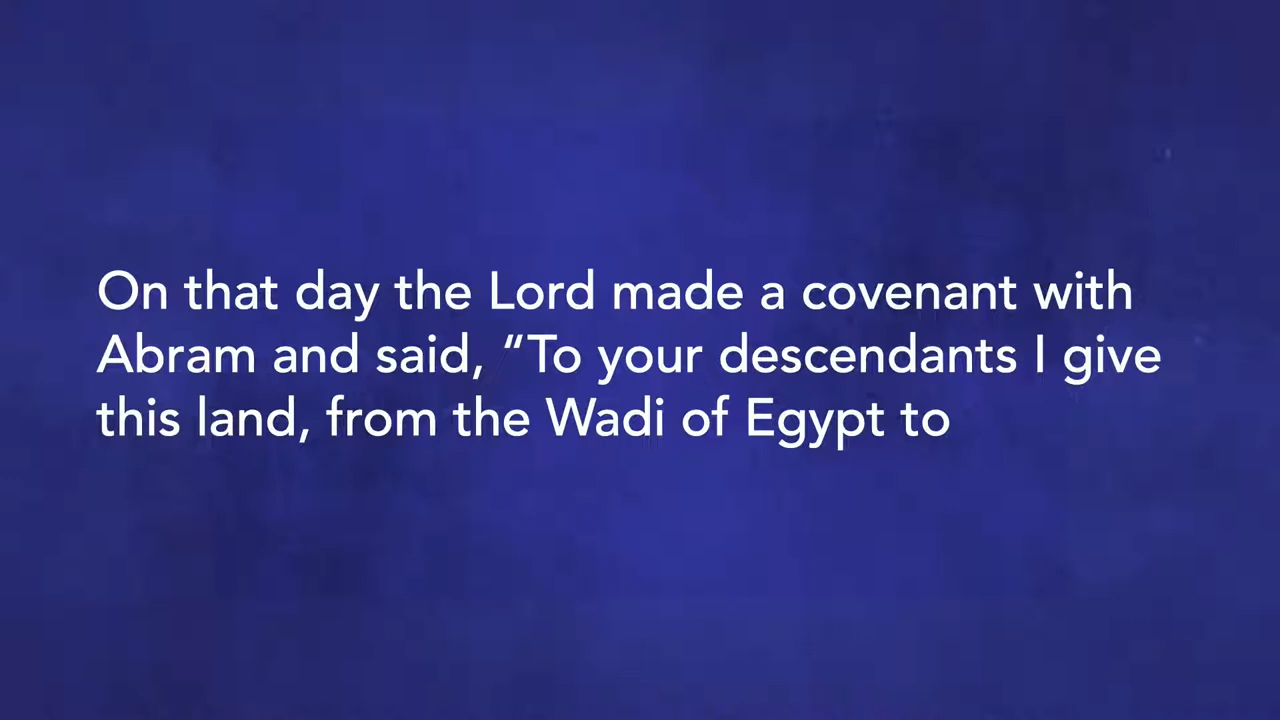 On that day the Lord made a covenant with
Abram and said, “To your descendants I give
this land, from the Wadi of Egypt to